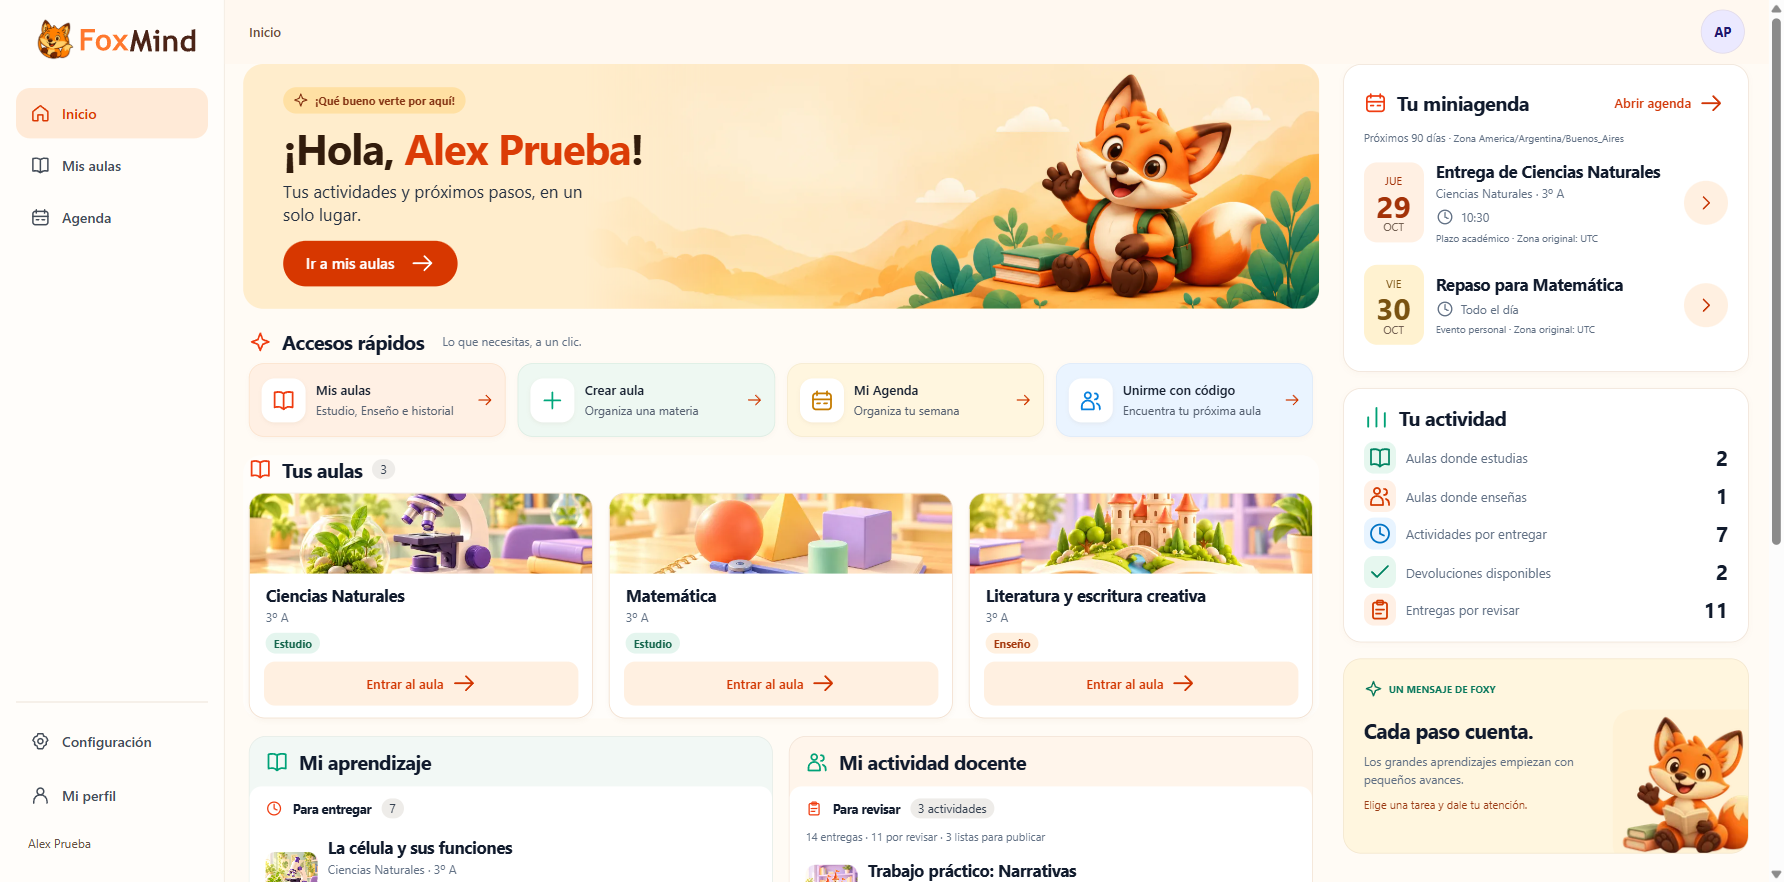 FoxMind
Inicio
Mis aulas
Agenda
Configuración
Mi perfil
Alex Prueba
Inicio
AP
¡Qué bueno verte por aquí!
¡Hola, Alex Prueba!
Tus actividades y próximos pasos, en un
solo lugar.
Ir a mis aulas
Accesos rápidos
Lo que necesitas, a un clic.
Mis aulas
Estudio, Enseño e historial
Crear aula
Organiza una materia
Mi Agenda
Organiza tu semana
Unirme con código
Encuentra tu próxima aula
Tus aulas 3
Ciencias Naturales
3º A
Estudio
Entrar al aula
Matemática
3º A
Estudio
Entrar al aula
Literatura y escritura creativa
3º A
Enseño
Entrar al aula
Mi aprendizaje
Para entregar 7
La célula y sus funciones
Ciencias Naturales · 3º A
Mi actividad docente
Para revisar 3 actividades
14 entregas · 11 por revisar · 3 listas para publicar
Trabajo práctico: Narrativas
Tu miniagenda
Abrir agenda
Próximos 90 días · Zona America/Argentina/Buenos_Aires
JUE
29
OCT
Entrega de Ciencias Naturales
Ciencias Naturales · 3º A
10:30
Plazo académico · Zona original: UTC
VIE
30
OCT
Repaso para Matemática
Todo el día
Evento personal · Zona original: UTC
Tu actividad
Aulas donde estudias 2
Aulas donde enseñas 1
Actividades por entregar 7
Devoluciones disponibles 2
Entregas por revisar 11
UN MENSAJE DE FOXY
Cada paso cuenta.
Los grandes aprendizajes empiezan con
pequeños avances.
Elige una tarea y dale tu atención.